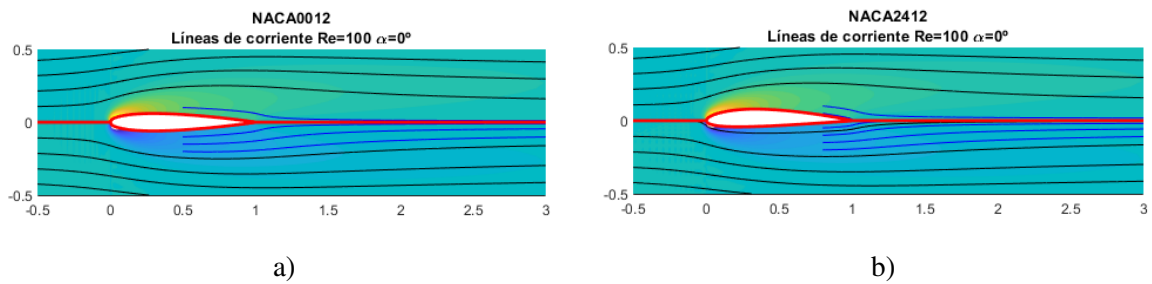 NACA0012
Líneas de corriente Re=100 α=0º
0.5
0
-0.5
-0.5 0 0.5 1 1.5 2 2.5 3
a)
NACA2412
Líneas de corriente Re=100 α=0º
0.5
0
-0.5
-0.5 0 0.5 1 1.5 2 2.5 3
b)